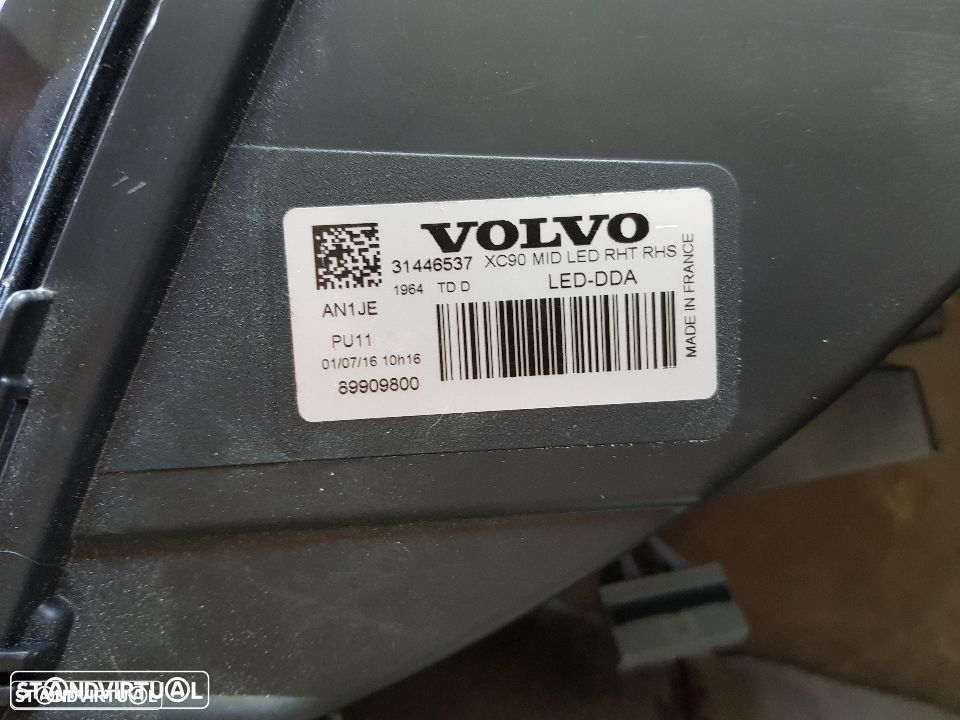 VOLVO
31446537 XC90 MID LED RHT RHS
1964 TD D LED-DDA
AN1JE
PU11
01/07/16 10h16
89909800
MADE IN FRANCE
STANDVIRTUAL
STANDVIRTUAL